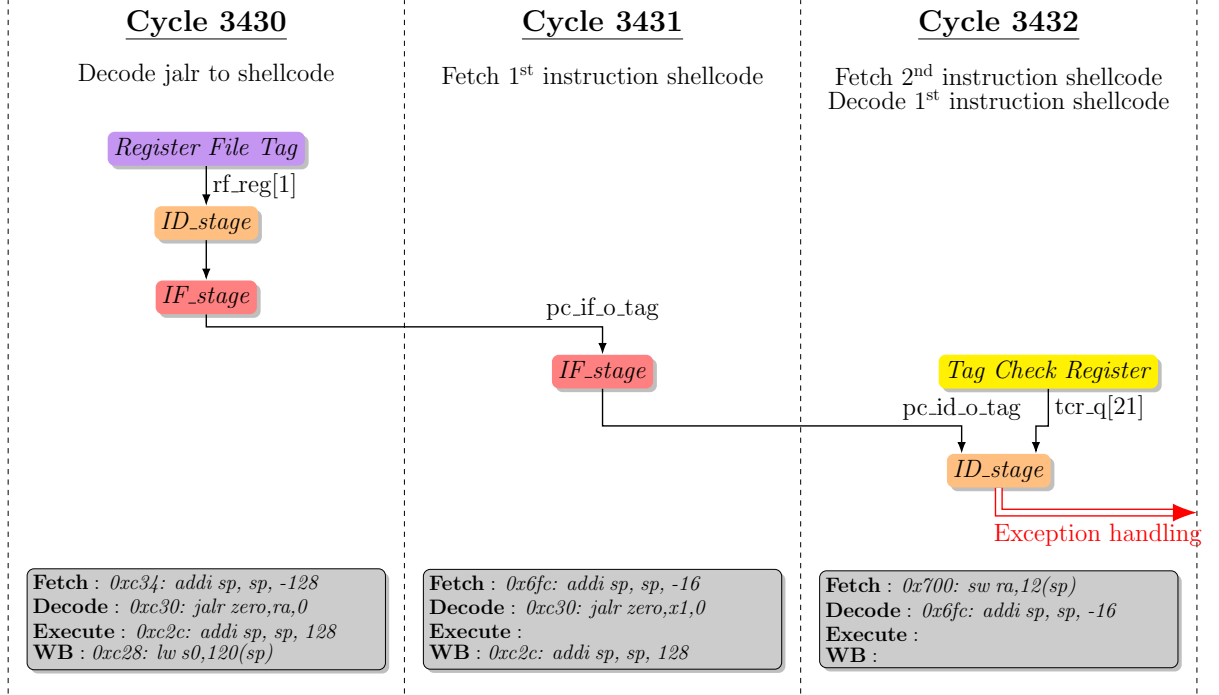 Cycle 3430
Decode jalr to shellcode
Register File Tag
rf_reg[1]
ID_stage
IF_stage
Fetch : 0xc34: addi sp, sp, -128
Decode : 0xc30: jalr zero,ra,0
Execute : 0xc2c: addi sp, sp, 128
WB : 0xc28: lw s0,120(sp)
Cycle 3431
Fetch 1st instruction shellcode
pc_if_o_tag
IF_stage
Fetch : 0x6fc: addi sp, sp, -16
Decode : 0xc30: jalr zero,x1,0
Execute :
WB : 0xc2c: addi sp, sp, 128
Cycle 3432
Fetch 2nd instruction shellcode
Decode 1st instruction shellcode
Tag Check Register
pc_id_o_tag
tcr_q[21]
ID_stage
Exception handling
Fetch : 0x700: sw ra,12(sp)
Decode : 0x6fc: addi sp, sp, -16
Execute :
WB :